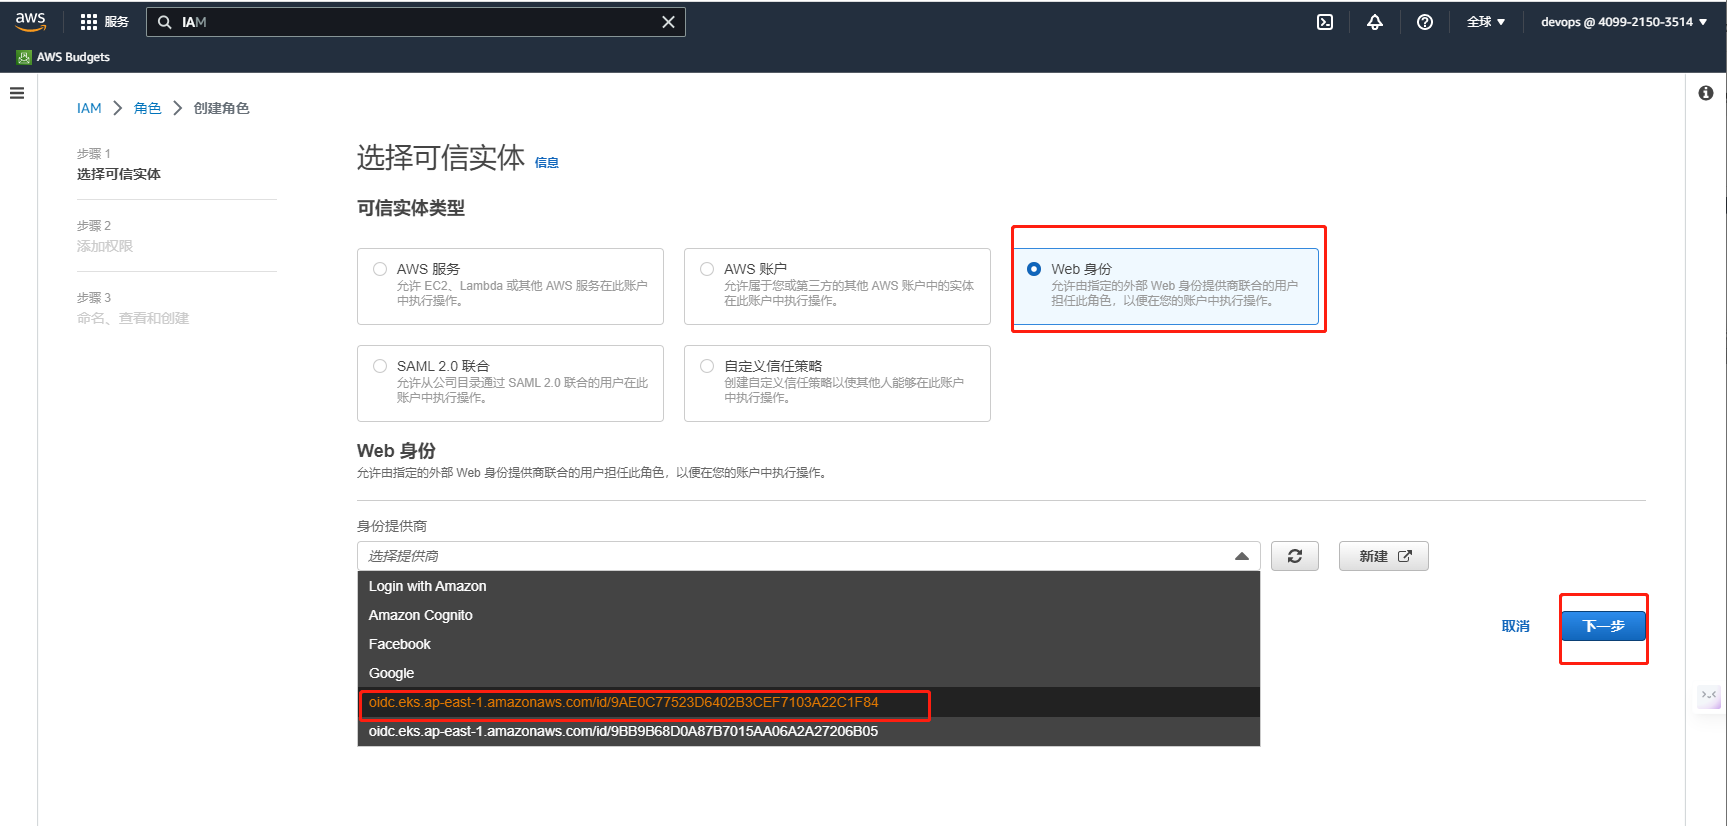 aws
服务
IAM
全球
devops @ 4099-2150-3514
AWS Budgets
IAM
角色
创建角色
步骤 1
选择可信实体
步骤 2
添加权限
步骤 3
命名、查看和创建
选择可信实体 信息
可信实体类型
AWS 服务
允许 EC2、Lambda 或其他 AWS 服务在此账户
中执行操作。
AWS 账户
允许属于您或第三方的其他 AWS 账户中的实体
在此账户中执行操作。
Web 身份
允许由指定的外部 Web 身份提供商联合的用户
担任此角色，以便在您的账户中执行操作。
SAML 2.0 联合
允许从公司目录通过 SAML 2.0 联合的用户在此
账户中执行操作。
自定义信任策略
创建自定义信任策略以使其他人能够在此账户
中执行操作。
Web 身份
允许由指定的外部 Web 身份提供商联合的用户担任此角色，以便在您的账户中执行操作。
身份提供商
选择提供商
新建
Login with Amazon
Amazon Cognito
Facebook
Google
oidc.eks.ap-east-1.amazonaws.com/id/9AE0C77523D6402B3CEF7103A22C1F84
oidc.eks.ap-east-1.amazonaws.com/id/9BB9B68D0A87B7015AA06A2A27206B05
取消
下一步